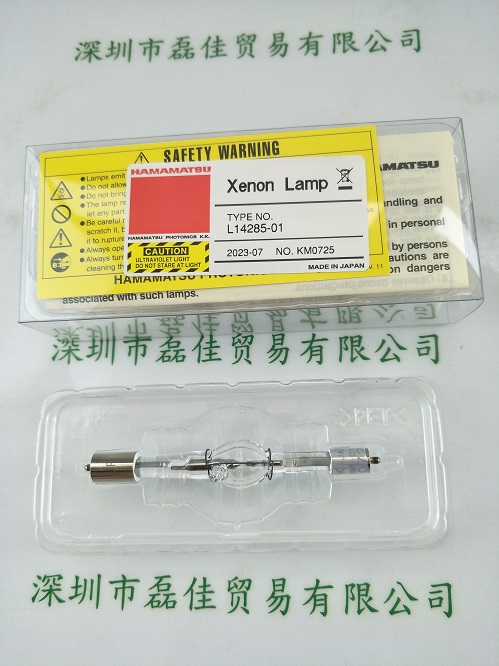 深圳市磊佳贸易有限公司
SAFETY WARNING
HAMAMATSU
HAMAMATSU
Xenon Lamp
HAMAMATSU PHOTONICS K.K.
TYPE NO.
L14285-01
CAUTION
ULTRAVIOLET LIGHT
DO NOT STARE AT LIGHT
2023-07 NO. KM0725
MADE IN JAPAN
Lamps emit
Do not allow
Do not bring
The lamp
let any part
Be careful
scratch it,
to rupture
Always
Always turn
cleaning the
handling and
in personal
by persons
cautions are
on dangers
associated with such lamps.
深圳市磊佳贸易有限公司
>PET<
深圳市磊佳贸易有限公司